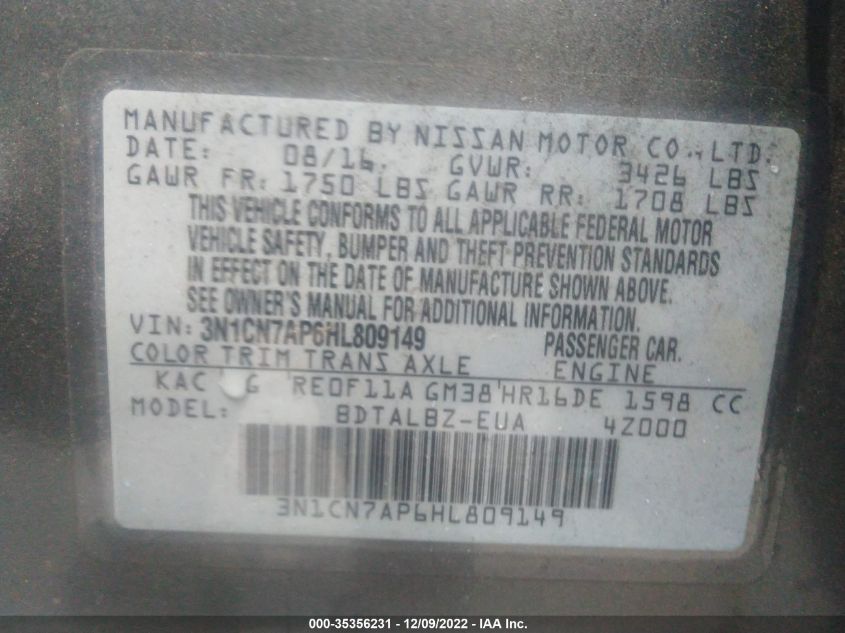 MANUFACTURED BY NISSAN MOTOR CO., LTD.
DATE: 08/16. GVWR: 3426 LBS
GAWR FR: 1750 LBS GAWR RR: 1708 LBS
THIS VEHICLE CONFORMS TO ALL APPLICABLE FEDERAL MOTOR
VEHICLE SAFETY, BUMPER AND THEFT PREVENTION STANDARDS
IN EFFECT ON THE DATE OF MANUFACTURE SHOWN ABOVE.
SEE OWNER'S MANUAL FOR ADDITIONAL INFORMATION.
VIN: 3N1CN7AP6HL809149 PASSENGER CAR.
COLOR TRIM TRANS AXLE ENGINE
KAC G RE0F11A GM38 HR16DE 1598 CC
MODEL: BDTALBZ-EUA 4Z000
3N1CN7AP6HL809149
000-35356231 - 12/09/2022 - IAA Inc.